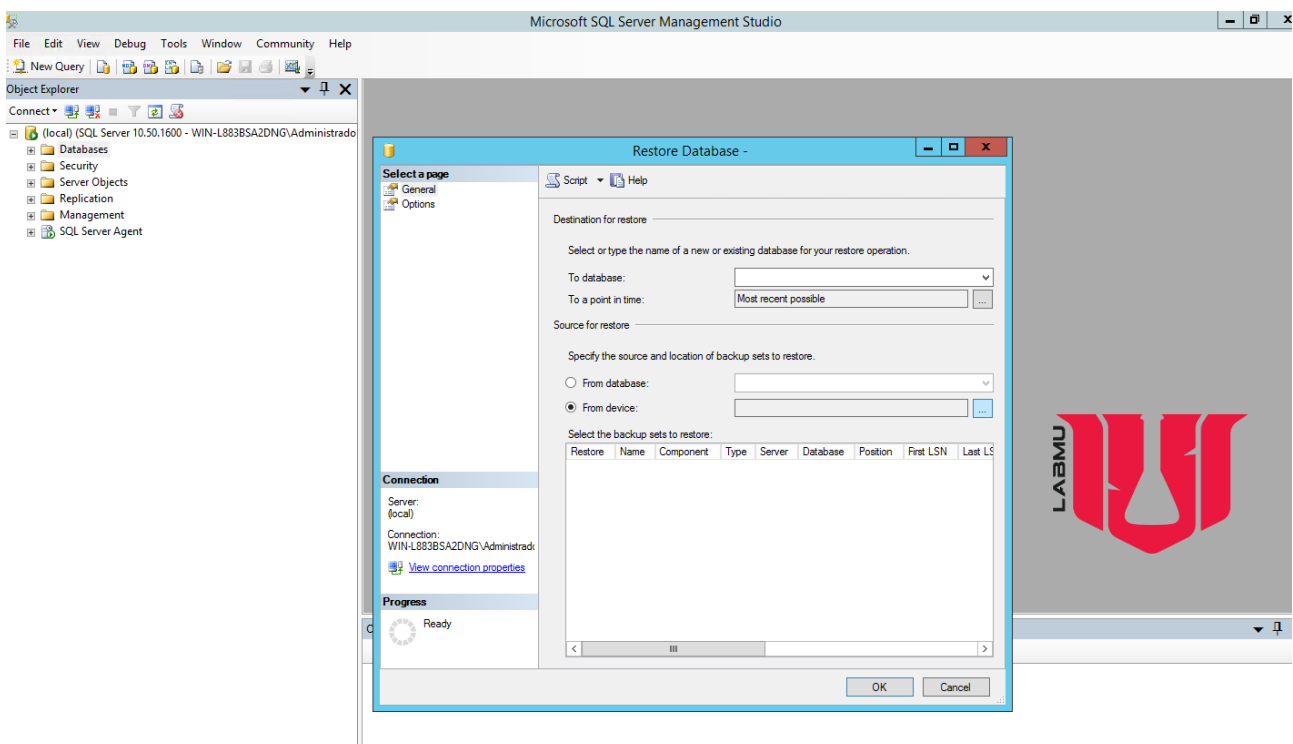 Microsoft SQL Server Management Studio
File Edit View Debug Tools Window Community Help
New Query
Object Explorer
Connect
(local) (SQL Server 10.50.1600 - WIN-L883BSA2DNG\Administrado
Databases
Security
Server Objects
Replication
Management
SQL Server Agent
Restore Database -
Select a page
General
Options
Script Help
Destination for restore
Select or type the name of a new or existing database for your restore operation.
To database:
To a point in time: Most recent possible ...
Source for restore
Specify the source and location of backup sets to restore.
From database:
From device: ...
Select the backup sets to restore:
Restore Name Component Type Server Database Position First LSN Last LS
Connection
Server:
(local)
Connection:
WIN-L883BSA2DNG\Administrado
View connection properties
Progress
Ready
OK Cancel
LABMU